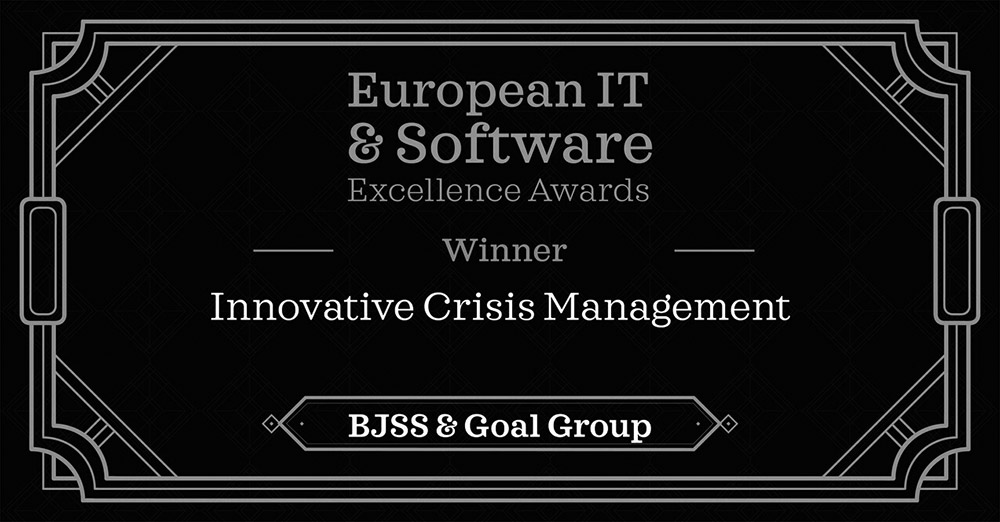 European IT
& Software
Excellence Awards
Winner
Innovative Crisis Management
BJSS & Goal Group